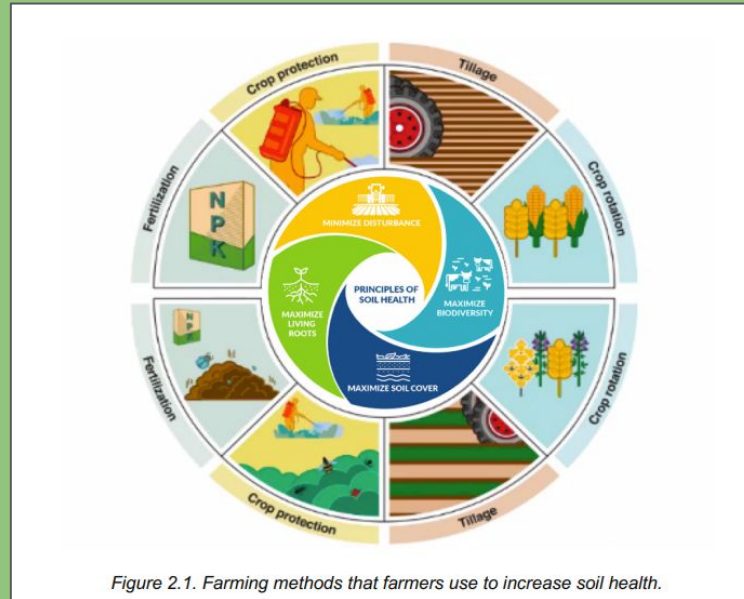 Crop protection
Tillage
Fertilization
Crop rotation
N
P
K
MINIMIZE DISTURBANCE
PRINCIPLES OF
SOIL HEALTH
MAXIMIZE
BIODIVERSITY
MAXIMIZE
LIVING
ROOTS
MAXIMIZE SOIL COVER
N
P
K
Fertilization
Crop rotation
Crop protection
Tillage
Figure 2.1. Farming methods that farmers use to increase soil health.